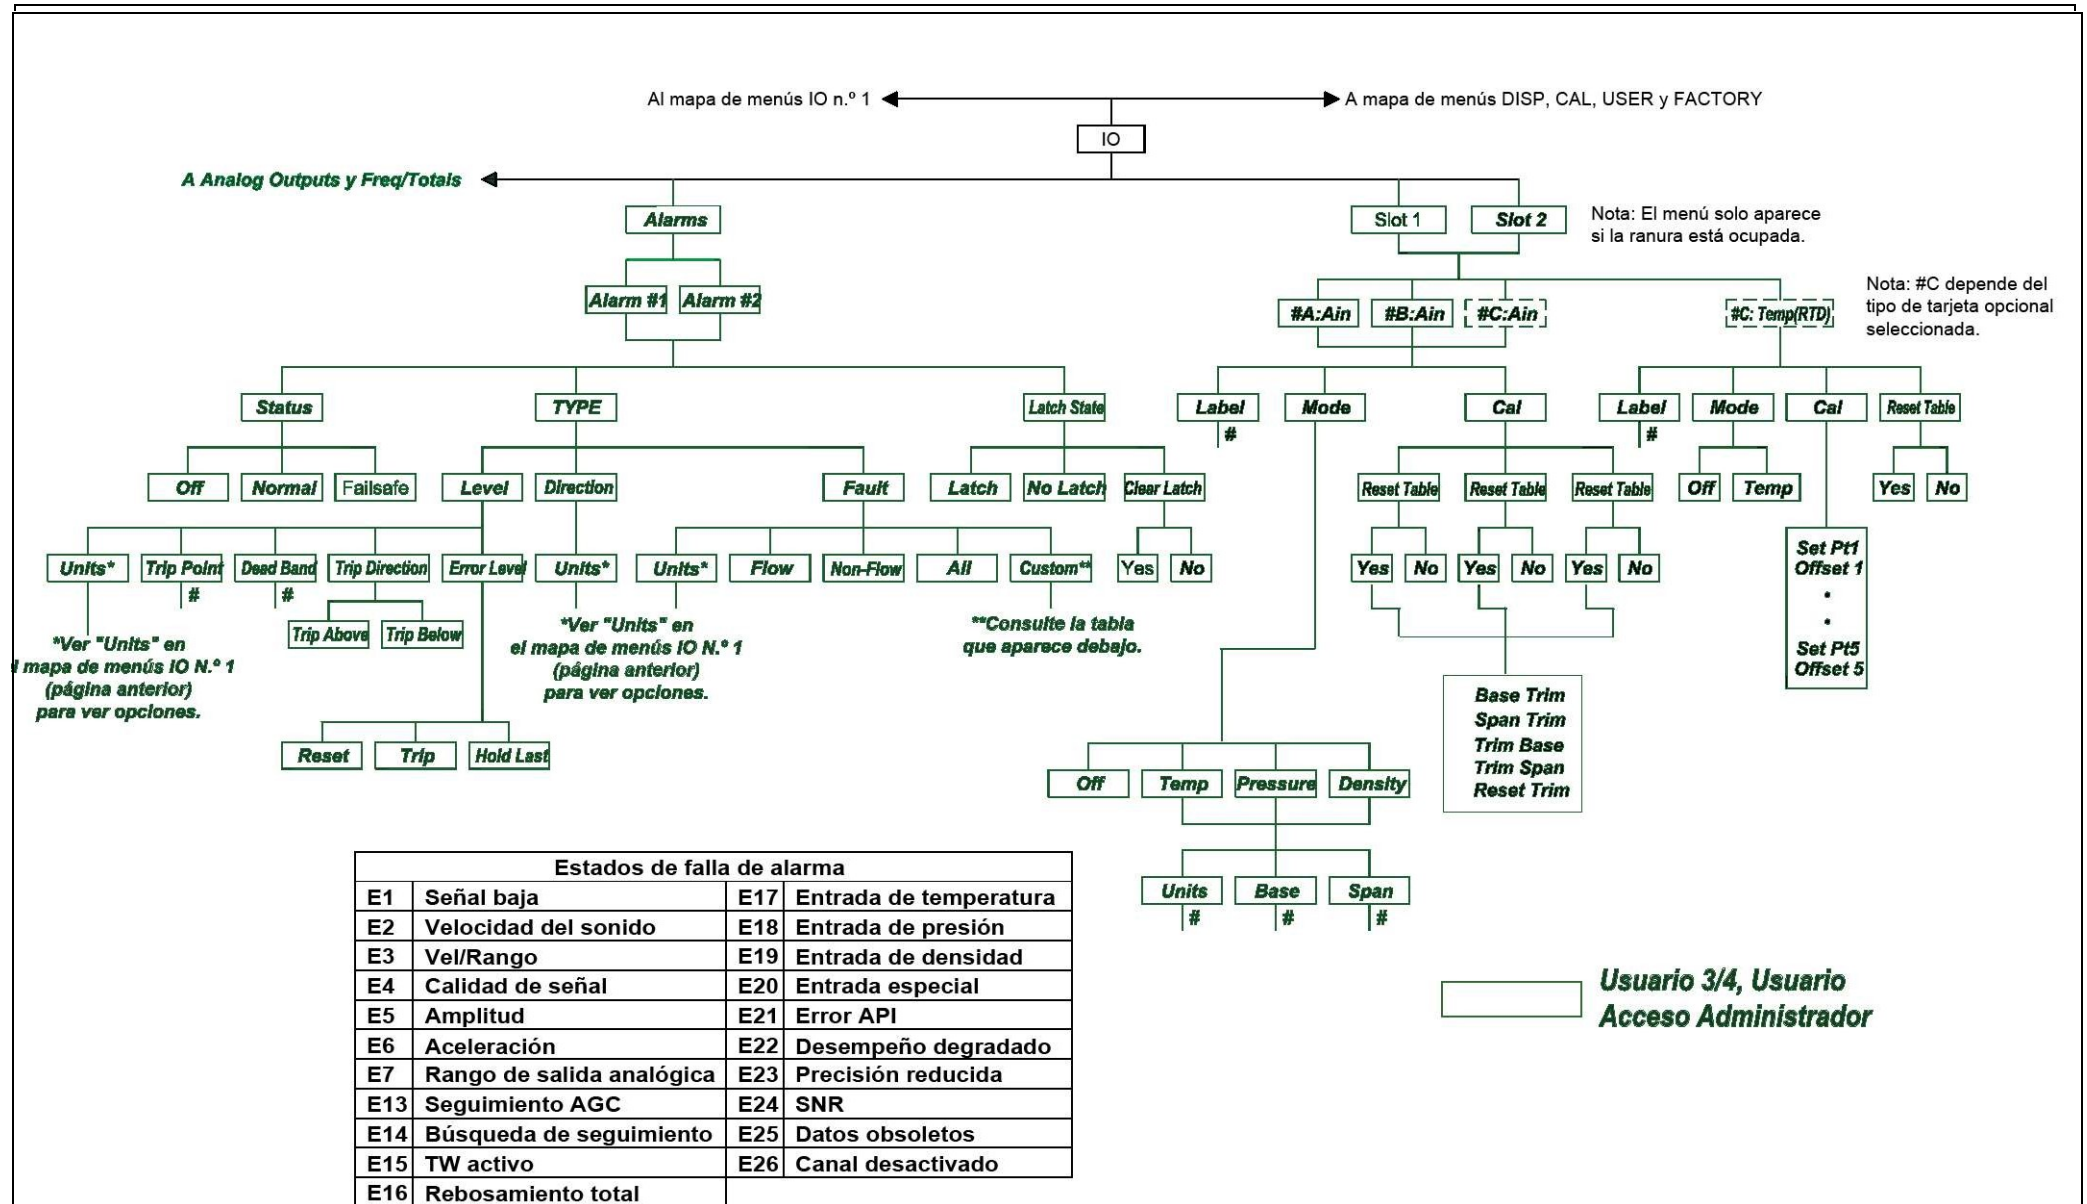 Al mapa de menús IO n.º 1
A mapa de menús DISP, CAL, USER y FACTORY
IO
A Analog Outputs y Freq/Totals
Alarms
Slot 1
Slot 2
Nota: El menú solo aparece
si la ranura está ocupada.
Alarm #1
Alarm #2
#A:Ain
#B:Ain
#C:Ain
#C: Temp(RTD)
Nota: #C depende del
tipo de tarjeta opcional
seleccionada.
Status
TYPE
Latch State
Label
#
Mode
Cal
Label
#
Mode
Cal
Reset Table
Off
Normal
Failsafe
Level
Direction
Fault
Latch
No Latch
Clear Latch
Reset Table
Reset Table
Reset Table
Off
Temp
Yes
No
Units*
Trip Point
#
Dead Band
#
Trip Direction
Error Level
Units*
Units*
Flow
Non-Flow
All
Custom**
Yes
No
Yes
No
Yes
No
Yes
No
Set Pt1
Offset 1
.
.
Set Pt5
Offset 5
*Ver "Units" en
l mapa de menús IO N.º 1
(página anterior)
para ver opciones.
Trip Above
Trip Below
*Ver "Units" en
el mapa de menús IO N.º 1
(página anterior)
para ver opciones.
**Consulte la tabla
que aparece debajo.
Base Trim
Span Trim
Trim Base
Trim Span
Reset Trim
Reset
Trip
Hold Last
Off
Temp
Pressure
Density
Units
#
Base
#
Span
#
Estados de falla de alarma
E1 Señal baja E17 Entrada de temperatura
E2 Velocidad del sonido E18 Entrada de presión
E3 Vel/Rango E19 Entrada de densidad
E4 Calidad de señal E20 Entrada especial
E5 Amplitud E21 Error API
E6 Aceleración E22 Desempeño degradado
E7 Rango de salida analógica E23 Precisión reducida
E13 Seguimiento AGC E24 SNR
E14 Búsqueda de seguimiento E25 Datos obsoletos
E15 TW activo E26 Canal desactivado
E16 Rebosamiento total
Usuario 3/4, Usuario
Acceso Administrador